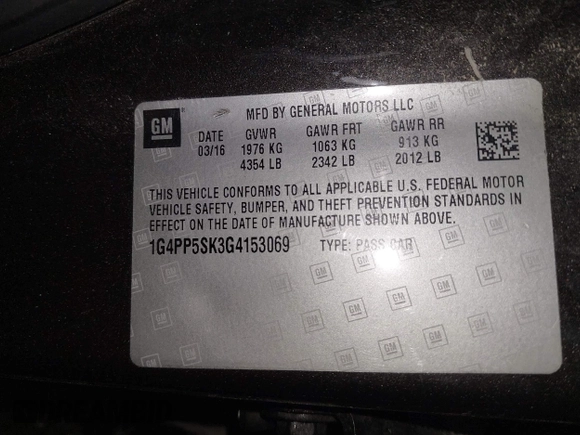 GM
MFD BY GENERAL MOTORS LLC
DATE GVWR GAWR FRT GAWR RR
03/16 1976 KG 1063 KG 913 KG
4354 LB 2342 LB 2012 LB
THIS VEHICLE CONFORMS TO ALL APPLICABLE U.S. FEDERAL MOTOR
VEHICLE SAFETY, BUMPER, AND THEFT PREVENTION STANDARDS IN
EFFECT ON THE DATE OF MANUFACTURE SHOWN ABOVE.
1G4PP5SK3G4153069 TYPE: PASS CAR